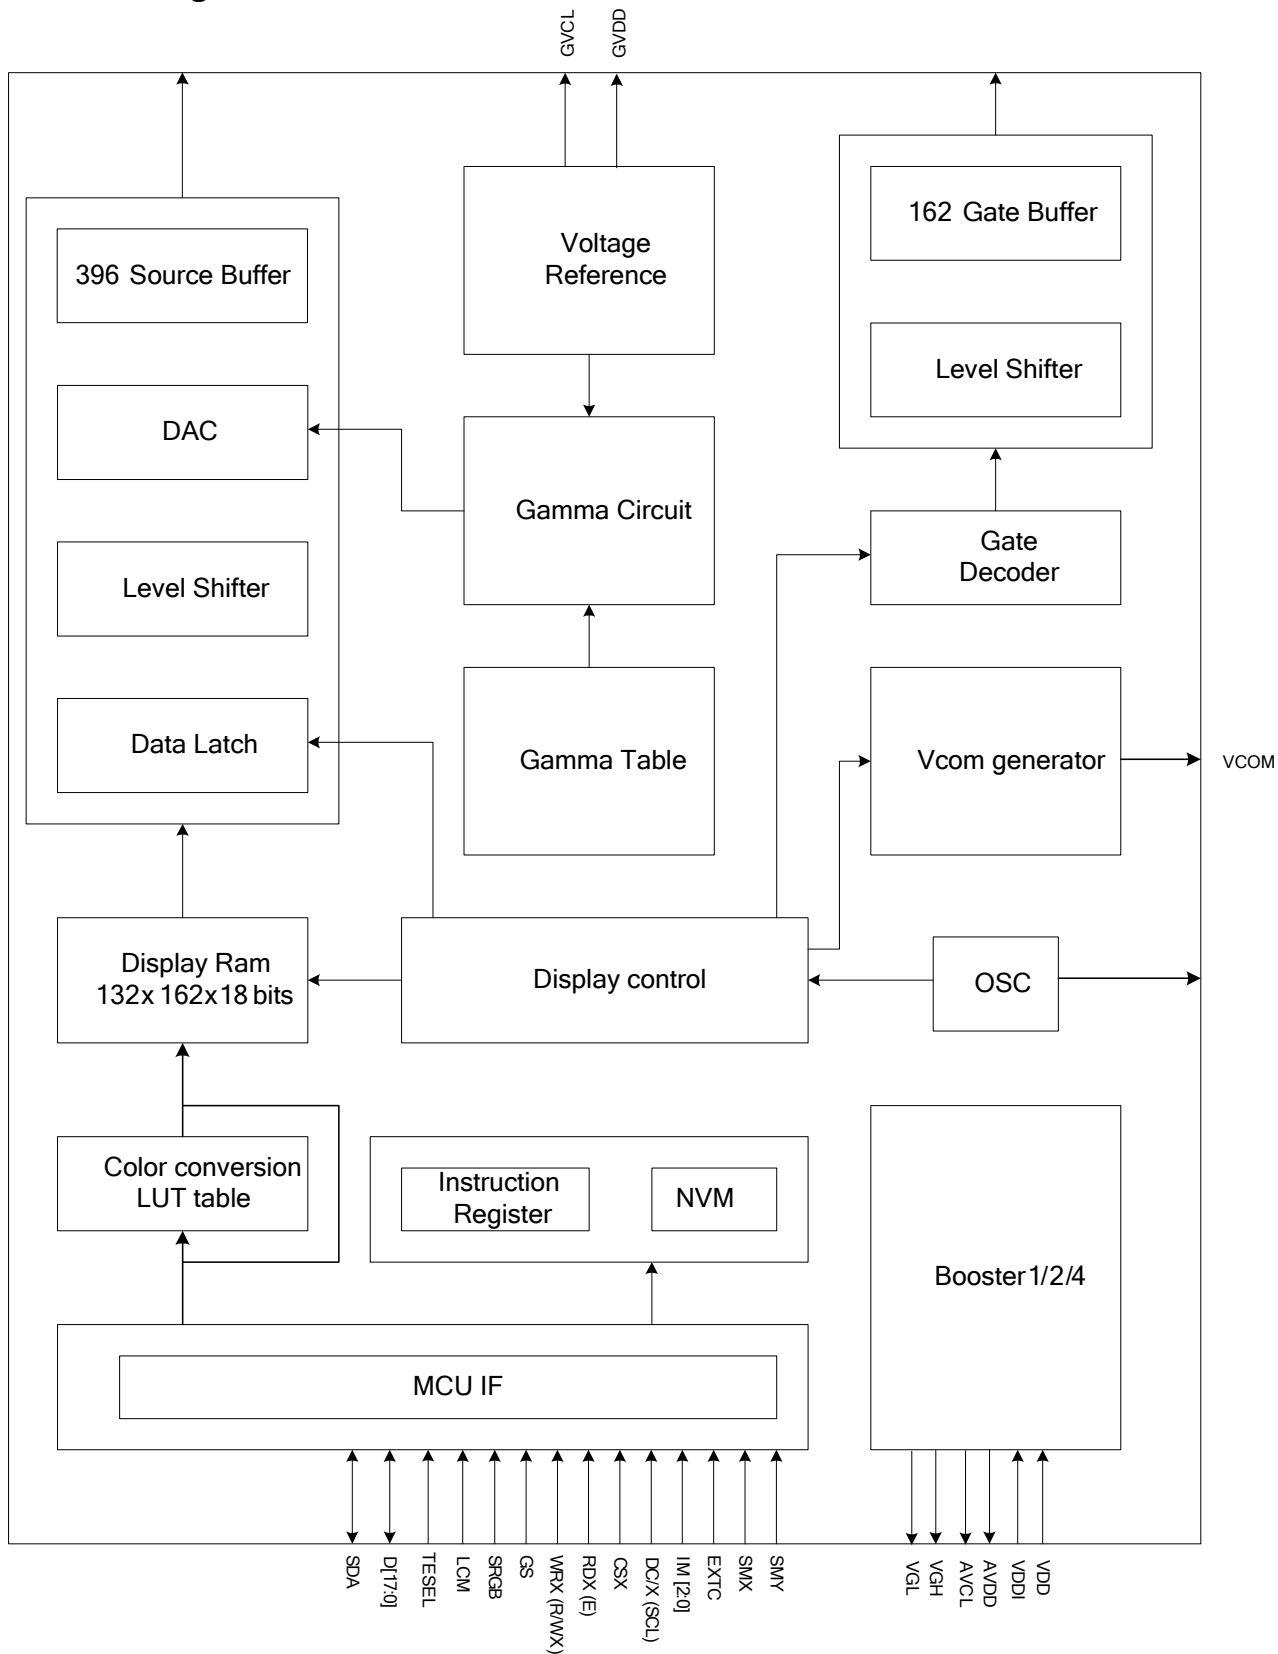 GVCL
GVDD
396 Source Buffer
Voltage
Reference
162 Gate Buffer
Level Shifter
DAC
Gamma Circuit
Gate
Decoder
Level Shifter
Data Latch
Gamma Table
Vcom generator
VCOM
Display Ram
132x 162x18 bits
Display control
OSC
Color conversion
LUT table
Instruction
Register
NVM
Booster 1/2/4
MCU IF
SDA
D[17:0]
TESEL
LCM
SRGB
GS
WRX (R/WX)
RDX (E)
CSX
DC/X (SCL)
IM [2:0]
EXTC
SMX
SMY
VGL
VGH
AVCL
AVDD
VDDI
VDD